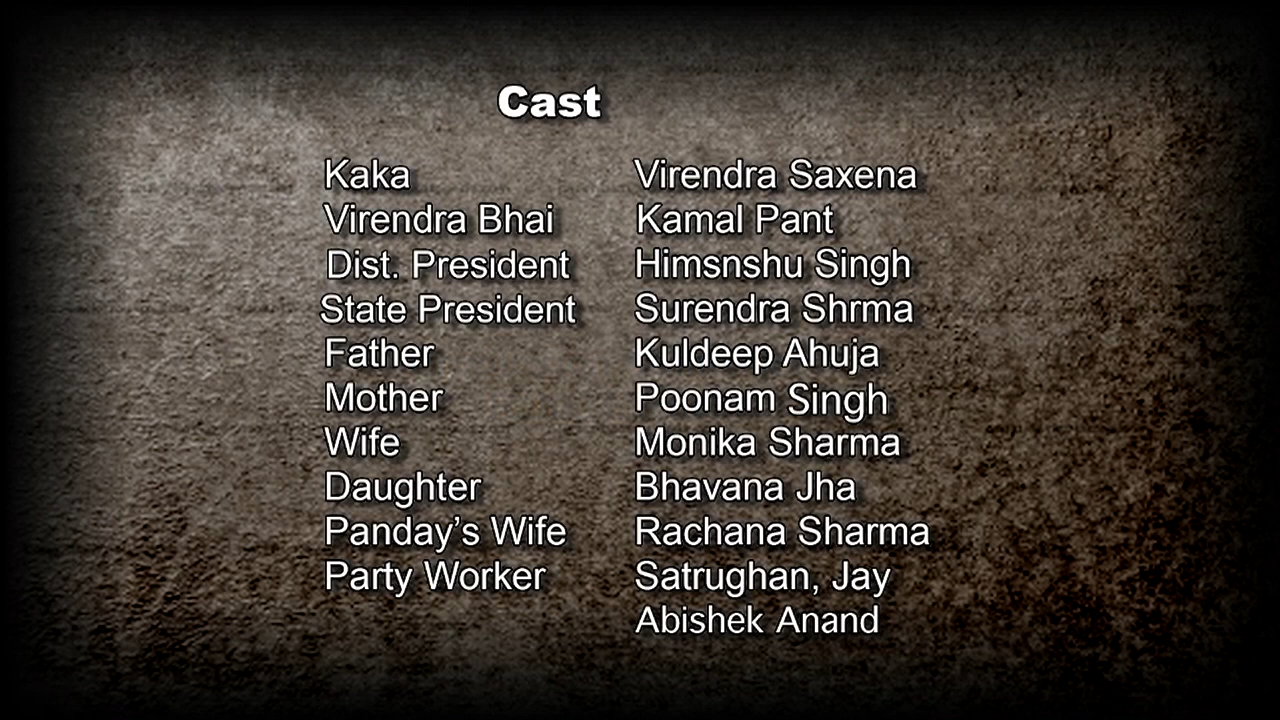 Cast
Kaka Virendra Saxena
Virendra Bhai Kamal Pant
Dist. President Himsnshu Singh
State President Surendra Shrma
Father Kuldeep Ahuja
Mother Poonam Singh
Wife Monika Sharma
Daughter Bhavana Jha
Panday’s Wife Rachana Sharma
Party Worker Satrughan, Jay
Abishek Anand